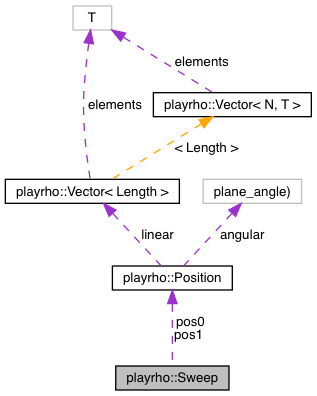 T
elements
elements
playrho::Vector< N, T >
< Length >
playrho::Vector< Length >
plane_angle)
linear
angular
playrho::Position
pos0
pos1
playrho::Sweep